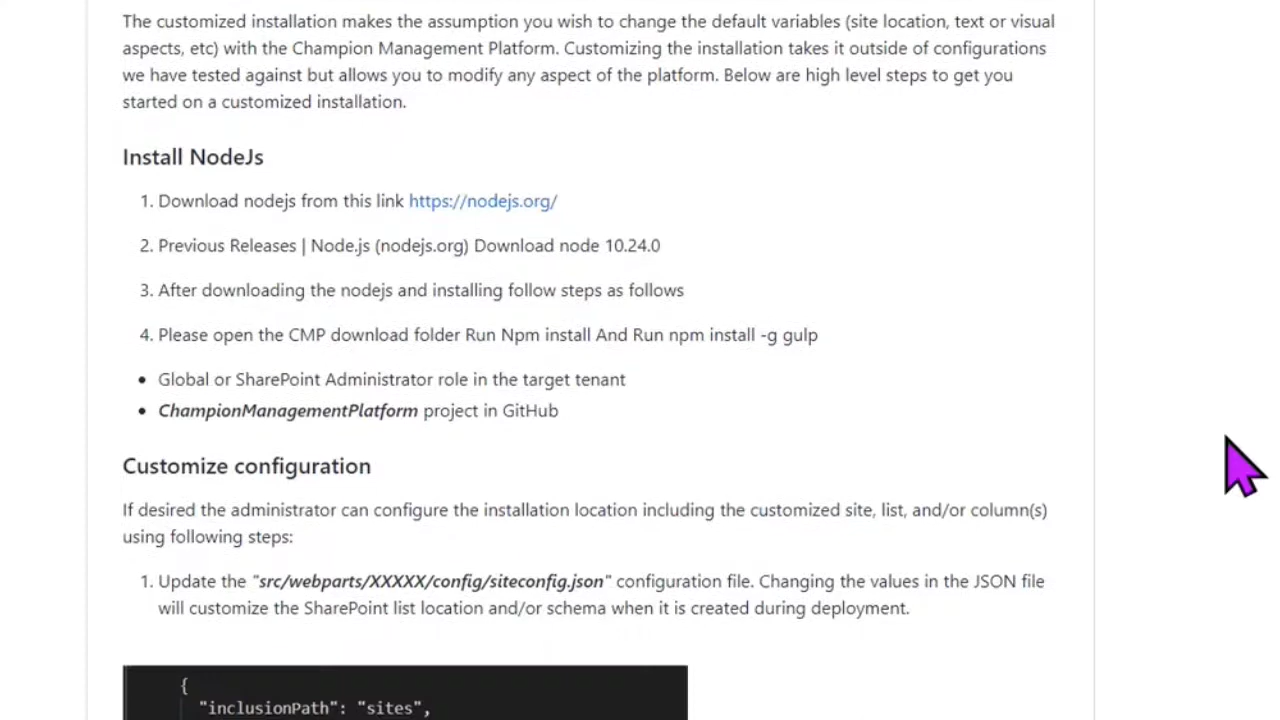 The customized installation makes the assumption you wish to change the default variables (site location, text or visual
aspects, etc) with the Champion Management Platform. Customizing the installation takes it outside of configurations
we have tested against but allows you to modify any aspect of the platform. Below are high level steps to get you
started on a customized installation.
Install NodeJs
1. Download nodejs from this link https://nodejs.org/
2. Previous Releases | Node.js (nodejs.org) Download node 10.24.0
3. After downloading the nodejs and installing follow steps as follows
4. Please open the CMP download folder Run Npm install And Run npm install -g gulp
• Global or SharePoint Administrator role in the target tenant
• ChampionManagementPlatform project in GitHub
Customize configuration
If desired the administrator can configure the installation location including the customized site, list, and/or column(s)
using following steps:
1. Update the "src/webparts/XXXXX/config/siteconfig.json" configuration file. Changing the values in the JSON file
will customize the SharePoint list location and/or schema when it is created during deployment.
{
"inclusionPath": "sites",